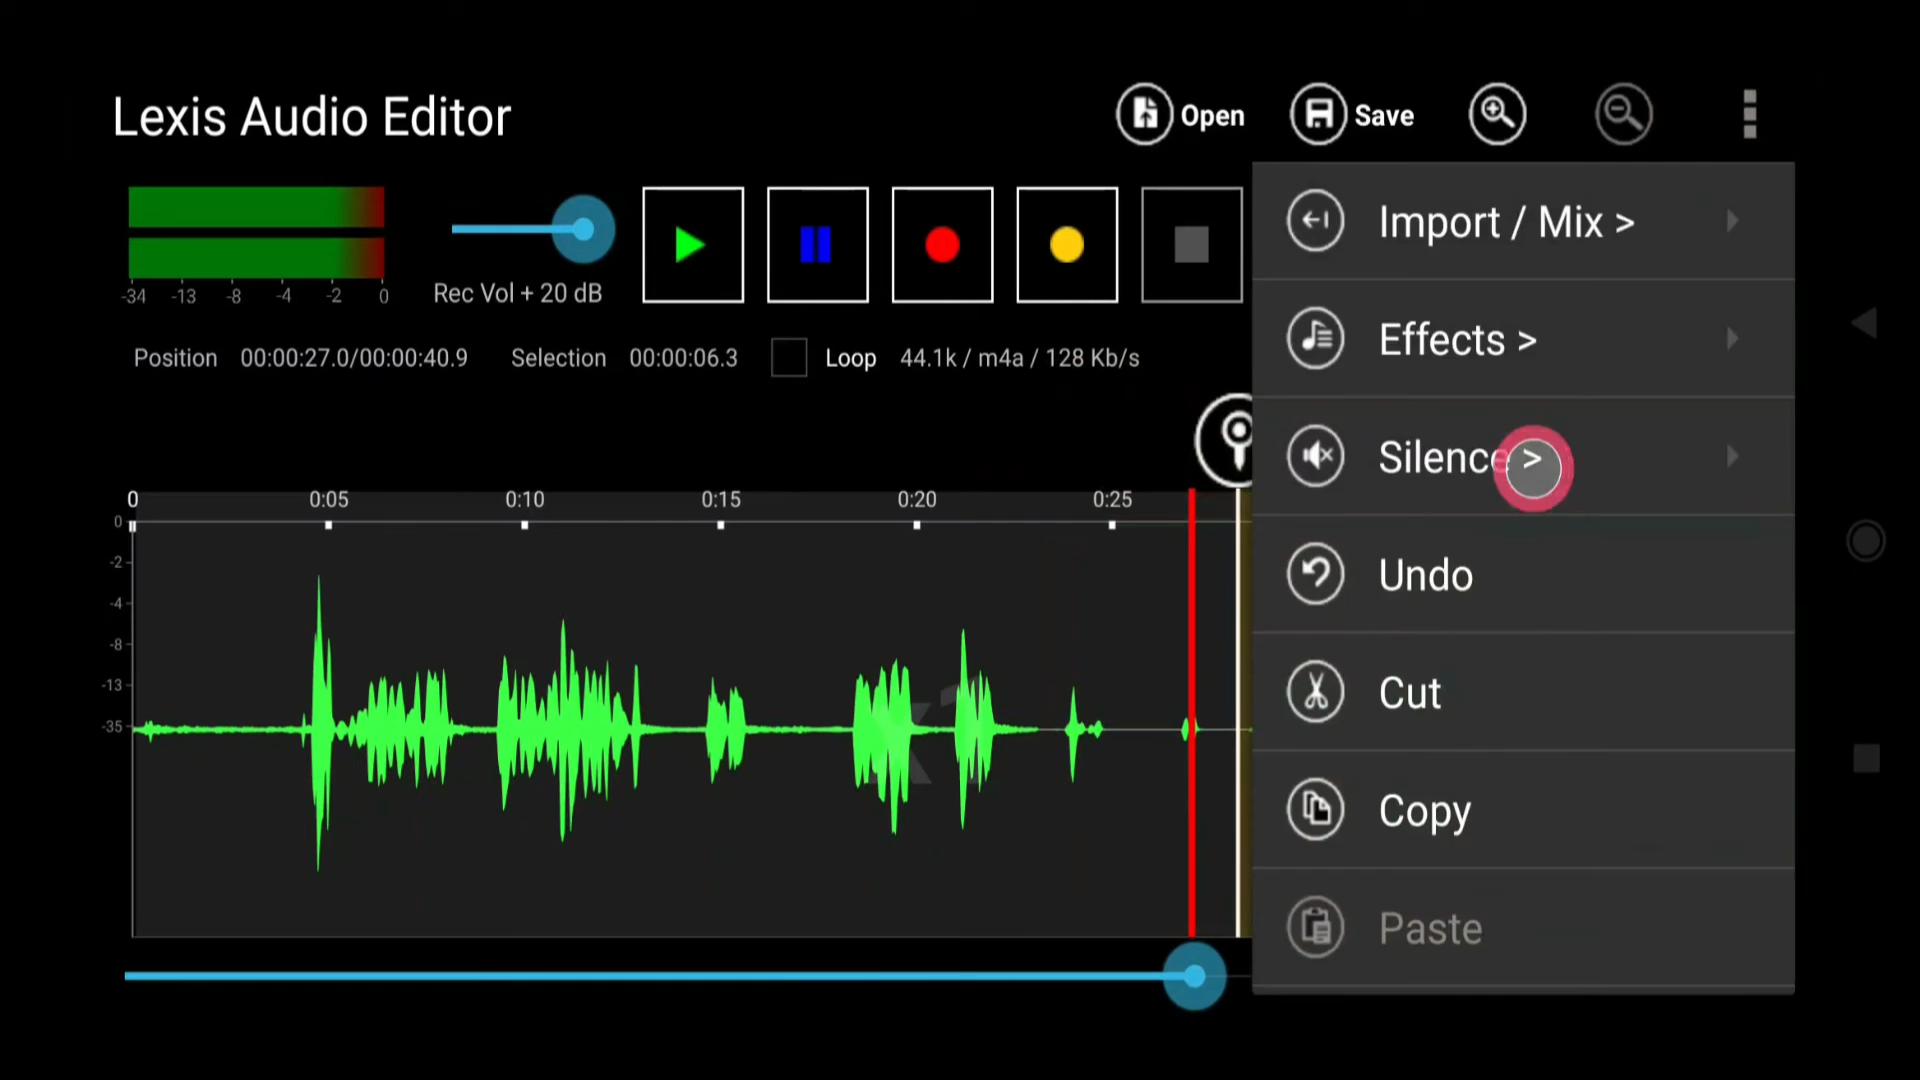 Lexis Audio Editor
Open
Save
-34 -13 -8 -4 -2 0
Rec Vol + 20 dB
Position 00:00:27.0/00:00:40.9 Selection 00:00:06.3 Loop 44.1k / m4a / 128 Kb/s
0 0:05 0:10 0:15 0:20 0:25
0
-2
-4
-8
-13
-35
x1
Import / Mix >
Effects >
Silence >
Undo
Cut
Copy
Paste